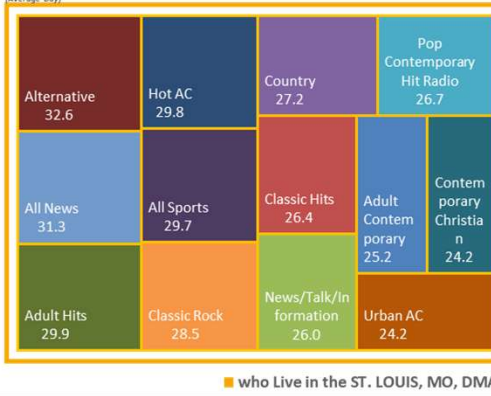 Alternative
32.6
Hot AC
29.8
Country
27.2
Pop
Contemporary
Hit Radio
26.7
All News
31.3
All Sports
29.7
Classic Hits
26.4
Adult
Contem
porary
25.2
Contem
porary
Christia
n
24.2
Adult Hits
29.9
Classic Rock
28.5
News/Talk/In
formation
26.0
Urban AC
24.2
who Live in the ST. LOUIS, MO, DMA